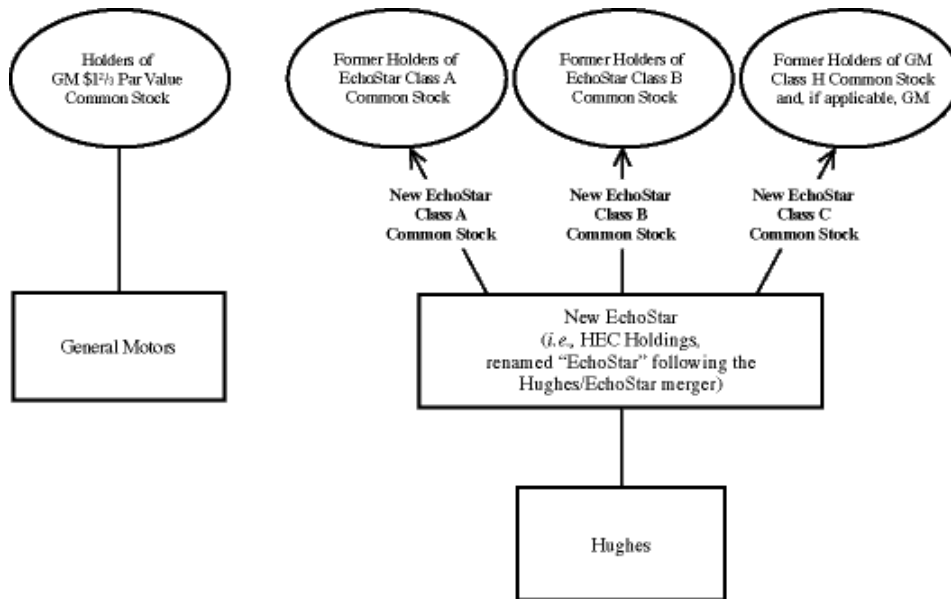 Holders of
GM $1²/₃ Par Value
Common Stock
Former Holders of
EchoStar Class A
Common Stock
Former Holders of
EchoStar Class B
Common Stock
Former Holders of GM
Class H Common Stock
and, if applicable, GM
New EchoStar
Class A
Common Stock
New EchoStar
Class B
Common Stock
New EchoStar
Class C
Common Stock
General Motors
New EchoStar
(i.e., HEC Holdings,
renamed “EchoStar” following the
Hughes/EchoStar merger)
Hughes